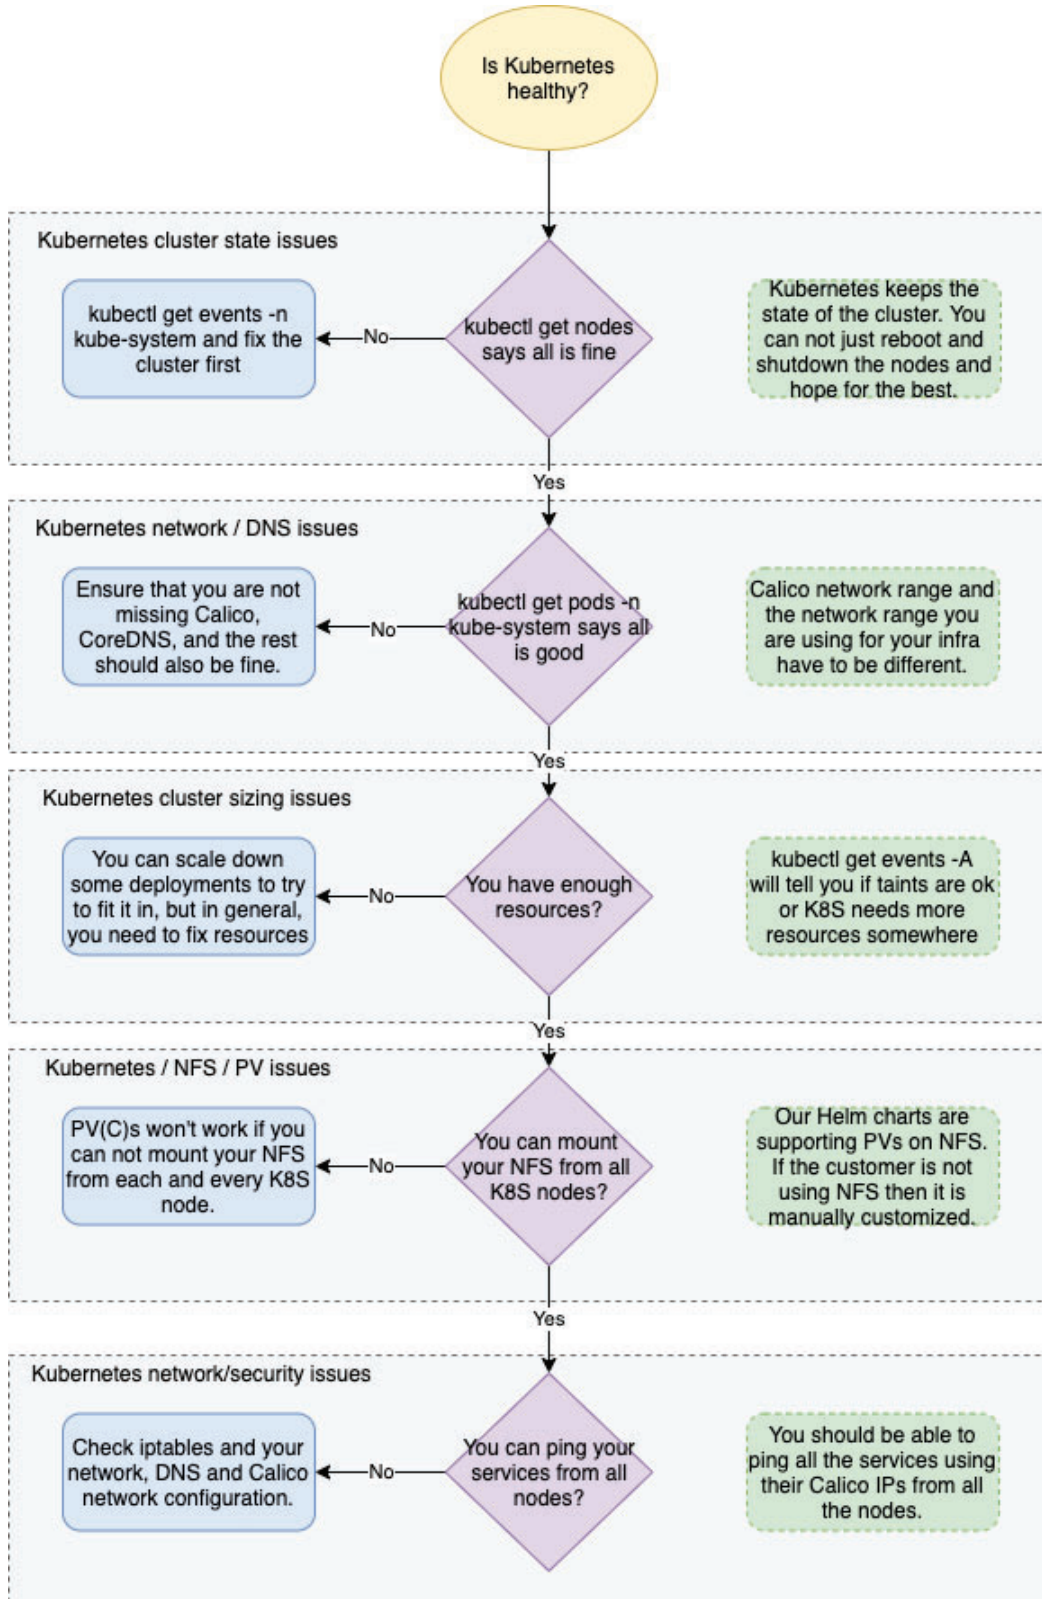 Is Kubernetes
healthy?
Kubernetes cluster state issues
kubectl get events -n
kube-system and fix the
cluster first
No
kubectl get nodes
says all is fine
Kubernetes keeps the
state of the cluster. You
can not just reboot and
shutdown the nodes and
hope for the best.
Yes
Kubernetes network / DNS issues
Ensure that you are not
missing Calico,
CoreDNS, and the rest
should also be fine.
No
kubectl get pods -n
kube-system says all
is good
Calico network range and
the network range you
are using for your infra
have to be different.
Yes
Kubernetes cluster sizing issues
You can scale down
some deployments to try
to fit it in, but in general,
you need to fix resources
No
You have enough
resources?
kubectl get events -A
will tell you if taints are ok
or K8S needs more
resources somewhere
Yes
Kubernetes / NFS / PV issues
PV(C)s won't work if you
can not mount your NFS
from each and every K8S
node.
No
You can mount
your NFS from all
K8S nodes?
Our Helm charts are
supporting PVs on NFS.
If the customer is not
using NFS then it is
manually customized.
Yes
Kubernetes network/security issues
Check iptables and your
network, DNS and Calico
network configuration.
No
You can ping your
services from all
nodes?
You should be able to
ping all the services using
their Calico IPs from all
the nodes.